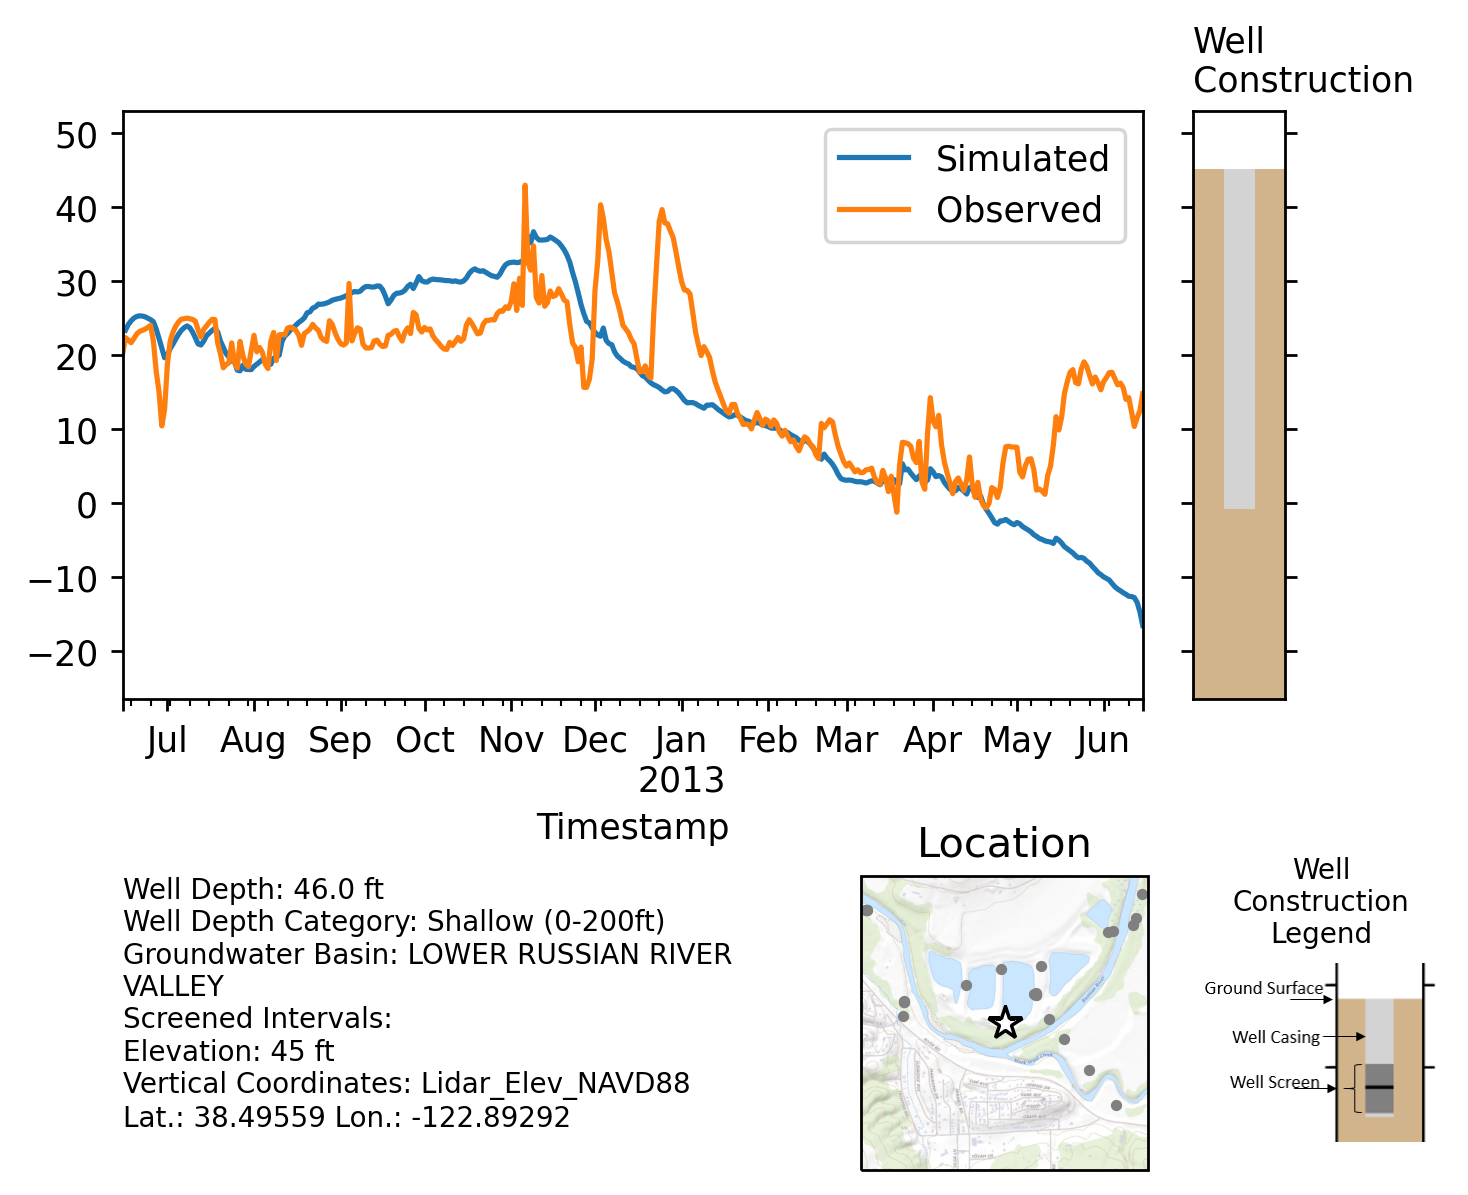 Well
Construction
50
40
30
20
10
0
−10
−20
Simulated
Observed
Jul Aug Sep Oct Nov Dec Jan Feb Mar Apr May Jun
2013
Timestamp
Location
Well
Construction
Legend
Ground Surface
Well Casing
Well Screen
Well Depth: 46.0 ft
Well Depth Category: Shallow (0-200ft)
Groundwater Basin: LOWER RUSSIAN RIVER
VALLEY
Screened Intervals:
Elevation: 45 ft
Vertical Coordinates: Lidar_Elev_NAVD88
Lat.: 38.49559 Lon.: -122.89292